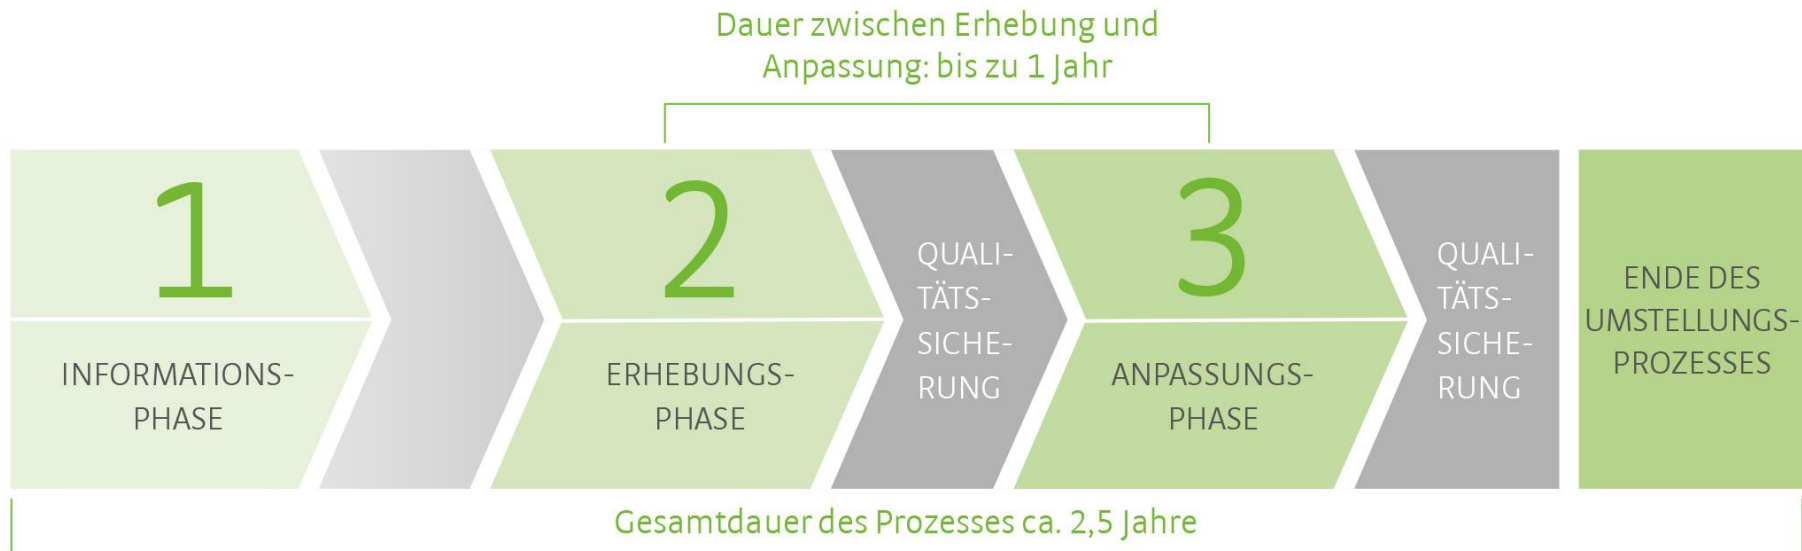 Dauer zwischen Erhebung und
Anpassung: bis zu 1 Jahr
1
INFORMATIONS-
PHASE
2
ERHEBUNGS-
PHASE
QUALI-
TÄTS-
SICHE-
RUNG
3
ANPASSUNGS-
PHASE
QUALI-
TÄTS-
SICHE-
RUNG
ENDE DES
UMSTELLUNGS-
PROZESSES
Gesamtdauer des Prozesses ca. 2,5 Jahre